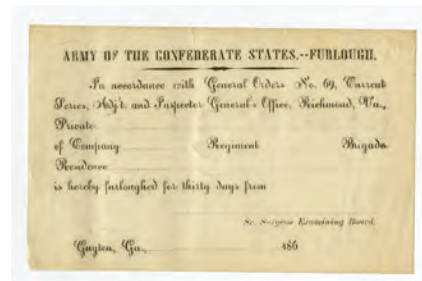 ARMY OF THE CONFEDERATE STATES.--FURLOUGH.
In accordance with General Orders No. 69, Current
Series, Adj't. and Inspector General's Office, Richmond, Va.,
Private
of Company Regiment Brigade
Residence
is hereby furloughed for thirty days from
Sr. Surgeon Examining Board.
Guyton, Ga., 186